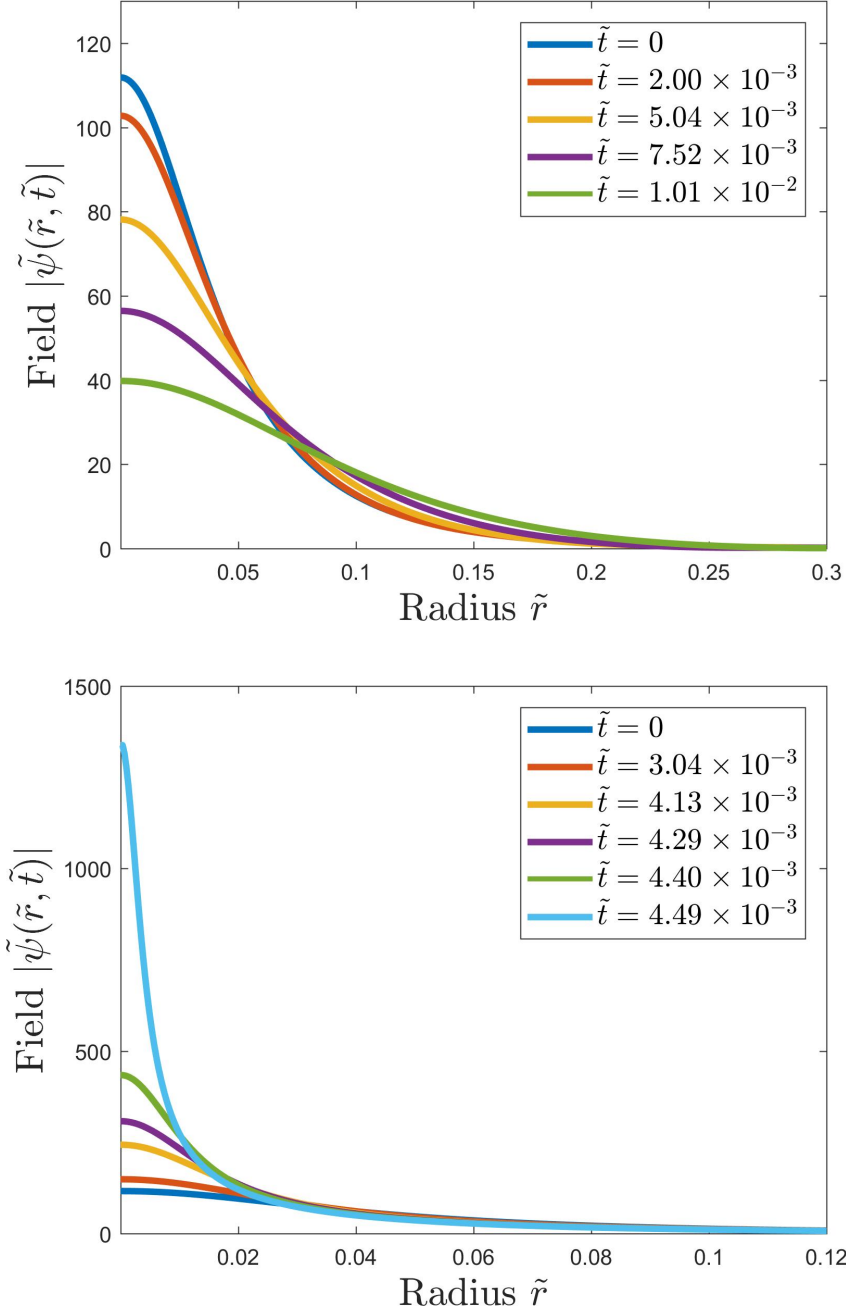 120
100
80
60
40
20
0
Field |ψ̃(r̃, t̃)|
t̃ = 0
t̃ = 2.00 × 10⁻³
t̃ = 5.04 × 10⁻³
t̃ = 7.52 × 10⁻³
t̃ = 1.01 × 10⁻²
0.05 0.1 0.15 0.2 0.25 0.3
Radius r̃
1500
1000
500
0
Field |ψ̃(r̃, t̃)|
t̃ = 0
t̃ = 3.04 × 10⁻³
t̃ = 4.13 × 10⁻³
t̃ = 4.29 × 10⁻³
t̃ = 4.40 × 10⁻³
t̃ = 4.49 × 10⁻³
0.02 0.04 0.06 0.08 0.1 0.12
Radius r̃